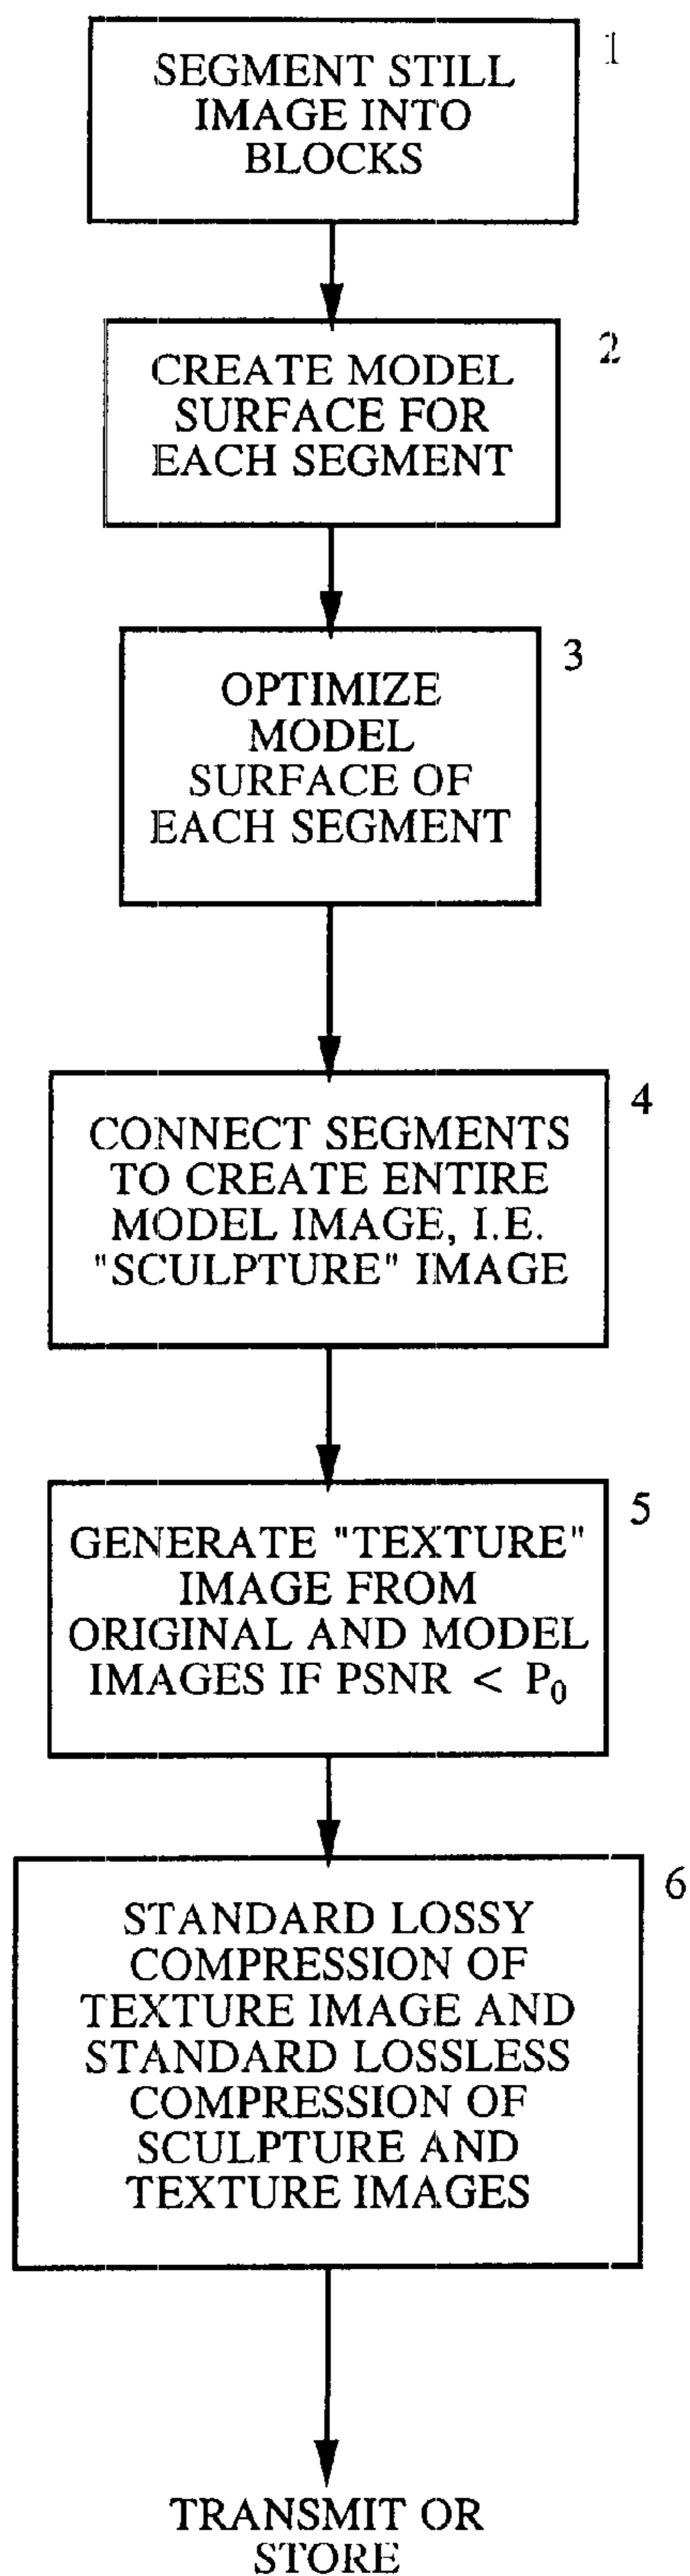 1
SEGMENT STILL
IMAGE INTO
BLOCKS
2
CREATE MODEL
SURFACE FOR
EACH SEGMENT
3
OPTIMIZE
MODEL
SURFACE OF
EACH SEGMENT
4
CONNECT SEGMENTS
TO CREATE ENTIRE
MODEL IMAGE, I.E.
"SCULPTURE" IMAGE
5
GENERATE "TEXTURE"
IMAGE FROM
ORIGINAL AND MODEL
IMAGES IF PSNR < P₀
6
STANDARD LOSSY
COMPRESSION OF
TEXTURE IMAGE AND
STANDARD LOSSLESS
COMPRESSION OF
SCULPTURE AND
TEXTURE IMAGES
TRANSMIT OR
STORE